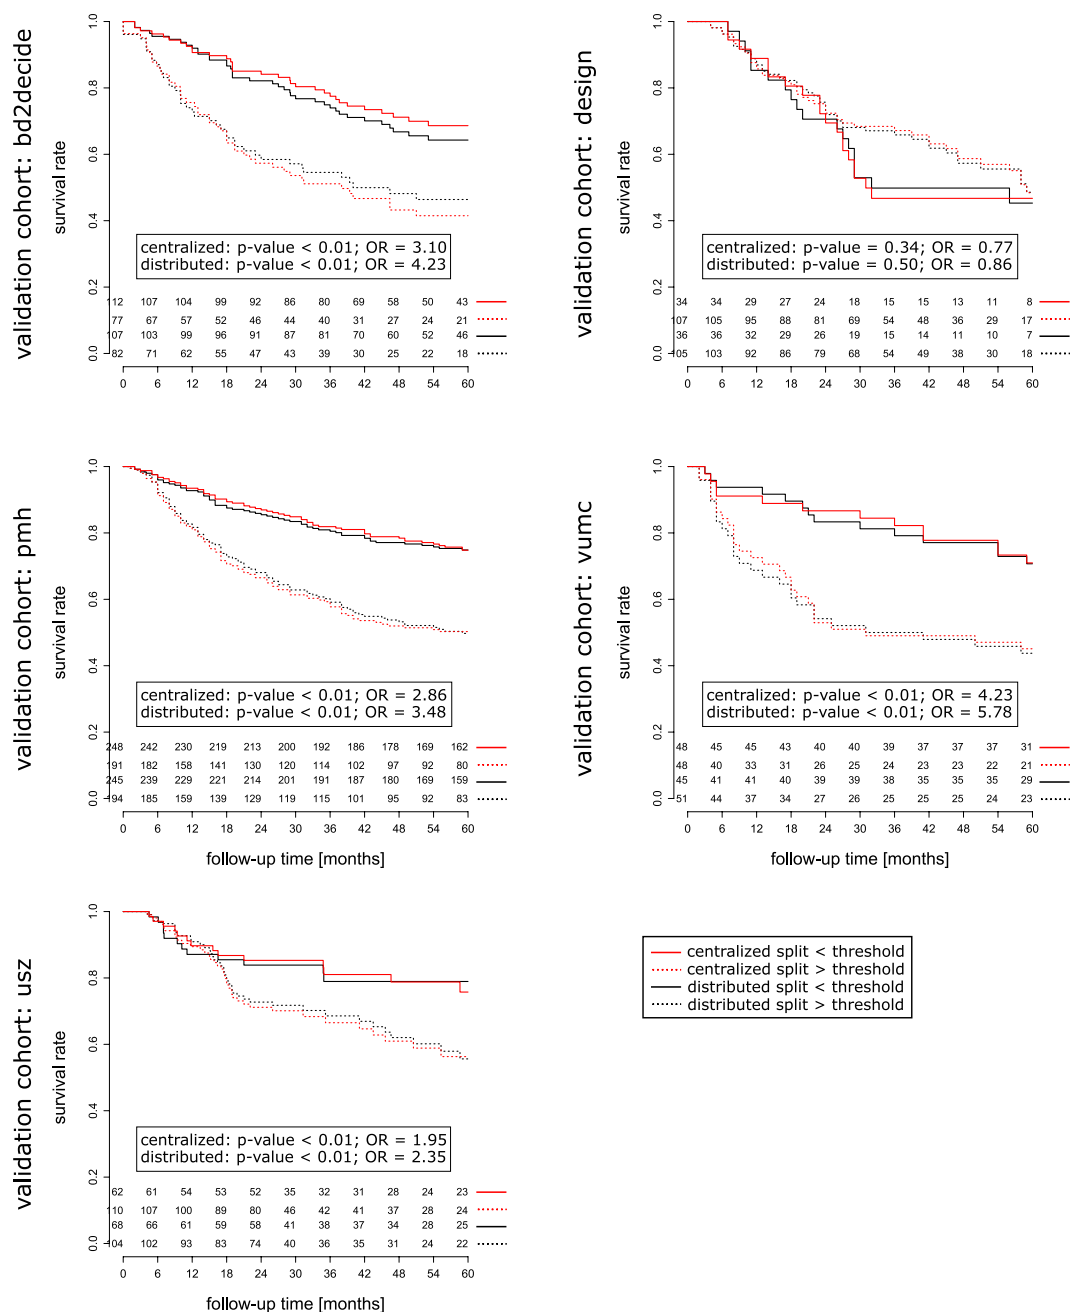 validation cohort: bd2decide
survival rate
1.0
0.8
0.6
0.4
0.2
0.0
centralized: p-value < 0.01; OR = 3.10
distributed: p-value < 0.01; OR = 4.23
112 107 104 99 92 86 80 69 58 50 43
77 67 57 52 46 44 40 31 27 24 21
107 103 99 96 91 87 81 70 60 52 46
82 71 62 55 47 43 39 30 25 22 18
0 6 12 18 24 30 36 42 48 54 60
validation cohort: design
survival rate
1.0
0.8
0.6
0.4
0.2
0.0
centralized: p-value = 0.34; OR = 0.77
distributed: p-value = 0.50; OR = 0.86
34 34 29 27 24 18 15 15 13 11 8
107 105 95 88 81 69 54 48 36 29 17
36 36 32 29 26 19 15 14 11 10 7
105 103 92 86 79 68 54 49 38 30 18
0 6 12 18 24 30 36 42 48 54 60
validation cohort: pmh
survival rate
1.0
0.8
0.6
0.4
0.2
0.0
centralized: p-value < 0.01; OR = 2.86
distributed: p-value < 0.01; OR = 3.48
248 242 230 219 213 200 192 186 178 169 162
191 182 158 141 130 120 114 102 97 92 80
245 239 229 221 214 201 191 187 180 169 159
194 185 159 139 129 119 115 101 95 92 83
0 6 12 18 24 30 36 42 48 54 60
follow-up time [months]
validation cohort: vumc
survival rate
1.0
0.8
0.6
0.4
0.2
0.0
centralized: p-value < 0.01; OR = 4.23
distributed: p-value < 0.01; OR = 5.78
48 45 45 43 40 40 39 37 37 37 31
48 40 33 31 26 25 24 23 23 22 21
45 41 41 40 39 39 38 35 35 35 29
51 44 37 34 27 26 25 25 25 24 23
0 6 12 18 24 30 36 42 48 54 60
follow-up time [months]
validation cohort: usz
survival rate
1.0
0.8
0.6
0.4
0.2
0.0
centralized: p-value < 0.01; OR = 1.95
distributed: p-value < 0.01; OR = 2.35
62 61 54 53 52 35 32 31 28 24 23
110 107 100 89 80 46 42 41 37 28 24
68 66 61 59 58 41 38 37 34 28 25
104 102 93 83 74 40 36 35 31 24 22
0 6 12 18 24 30 36 42 48 54 60
follow-up time [months]
centralized split < threshold
centralized split > threshold
distributed split < threshold
distributed split > threshold